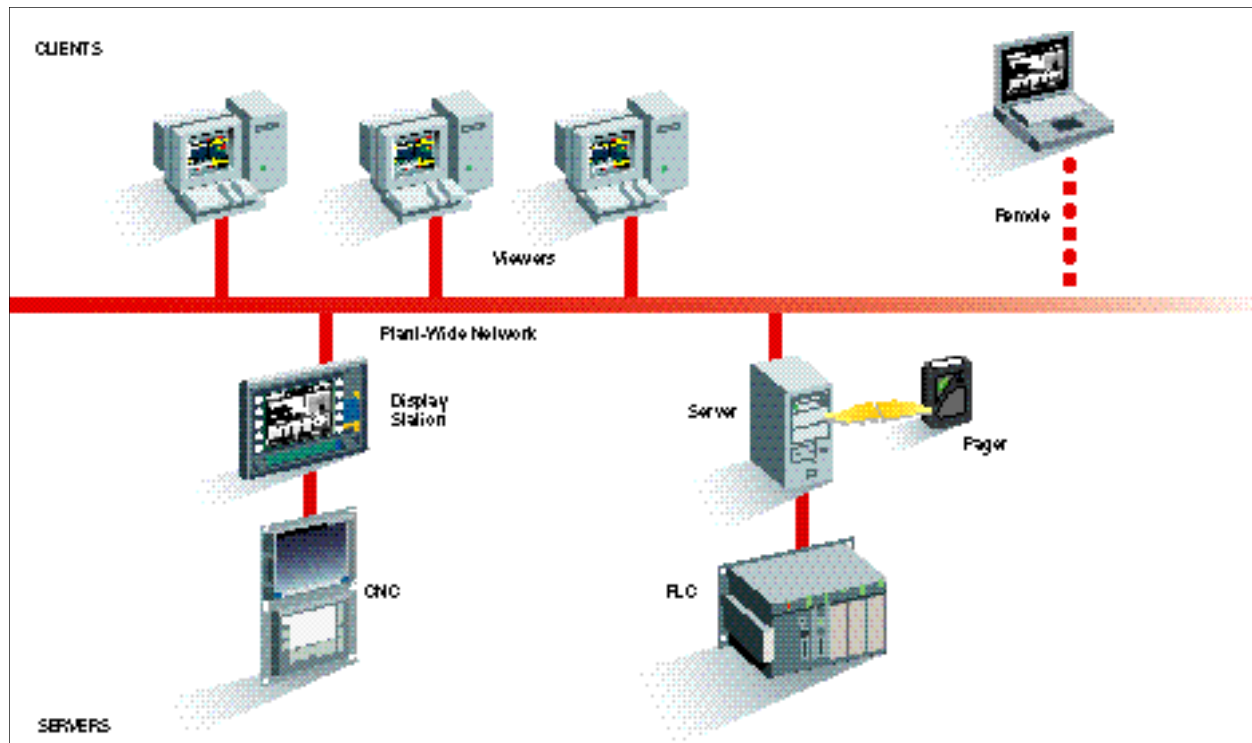 CLIENTS
Remote
Viewers
Plant-Wide Network
Display
Station
Server
Pager
CNC
PLC
SERVERS